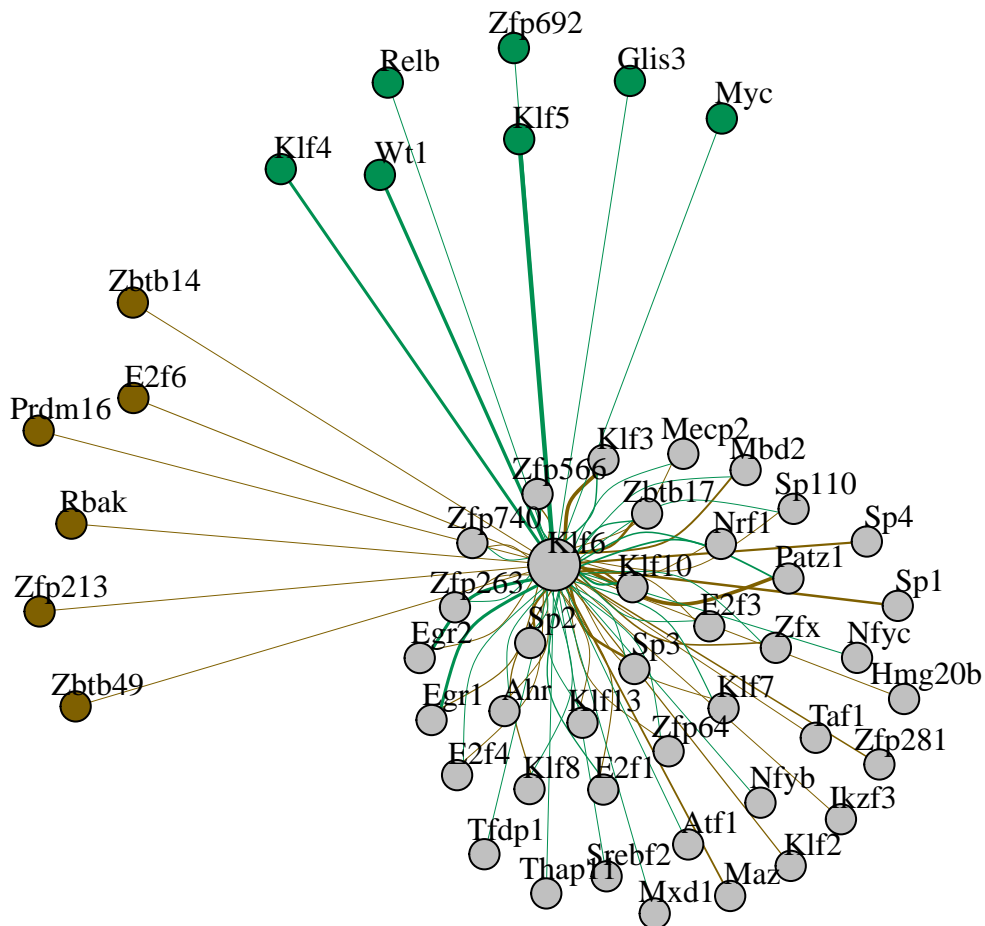 Zfp692
Relb
Glis3
Myc
Klf5
Klf4
Wt1
Zbtb14
E2f6
Prdm16
Klf3
Mecp2
Mbd2
Zfp566
Rbak
Zbtb17
Sp110
Zfp740
Nrf1
Sp4
Klf6
Patz1
Klf10
Zfp213
Zfp263
Sp1
E2f3
Sp2
Zfx
Egr2
Sp3
Nfyc
Hmg20b
Zbtb49
Egr1
Ahr
Klf13
Klf7
Zfp64
Taf1
Zfp281
E2f4
Klf8
E2f1
Nfyb
Ikzf3
Tfdp1
Atf1
Klf2
Srebf2
Thap11
Maz
Mxd1